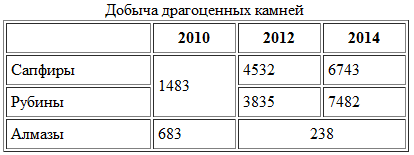 Добыча драгоценных камней
2010 2012 2014
Сапфиры 1483 4532 6743
Рубины 3835 7482
Алмазы 683 238